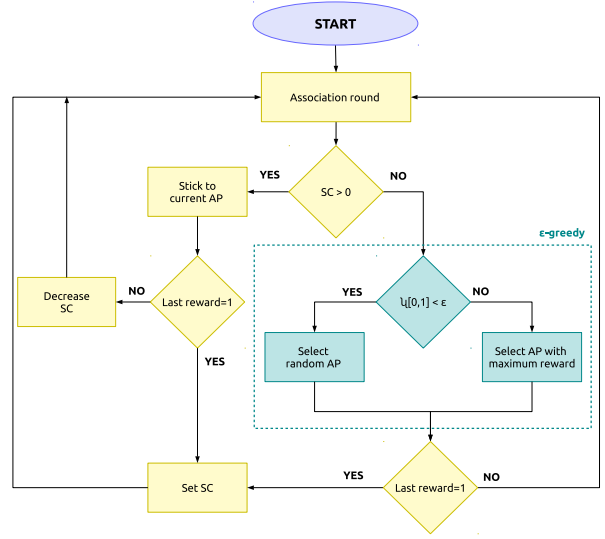 START
Association round
YES
NO
SC > 0
Stick to
current AP
ε-greedy
Decrease
SC
NO
Last reward=1
YES
YES
[0,1] < ε
NO
Select
random AP
Select AP with
maximum reward
Set SC
YES
Last reward=1
NO